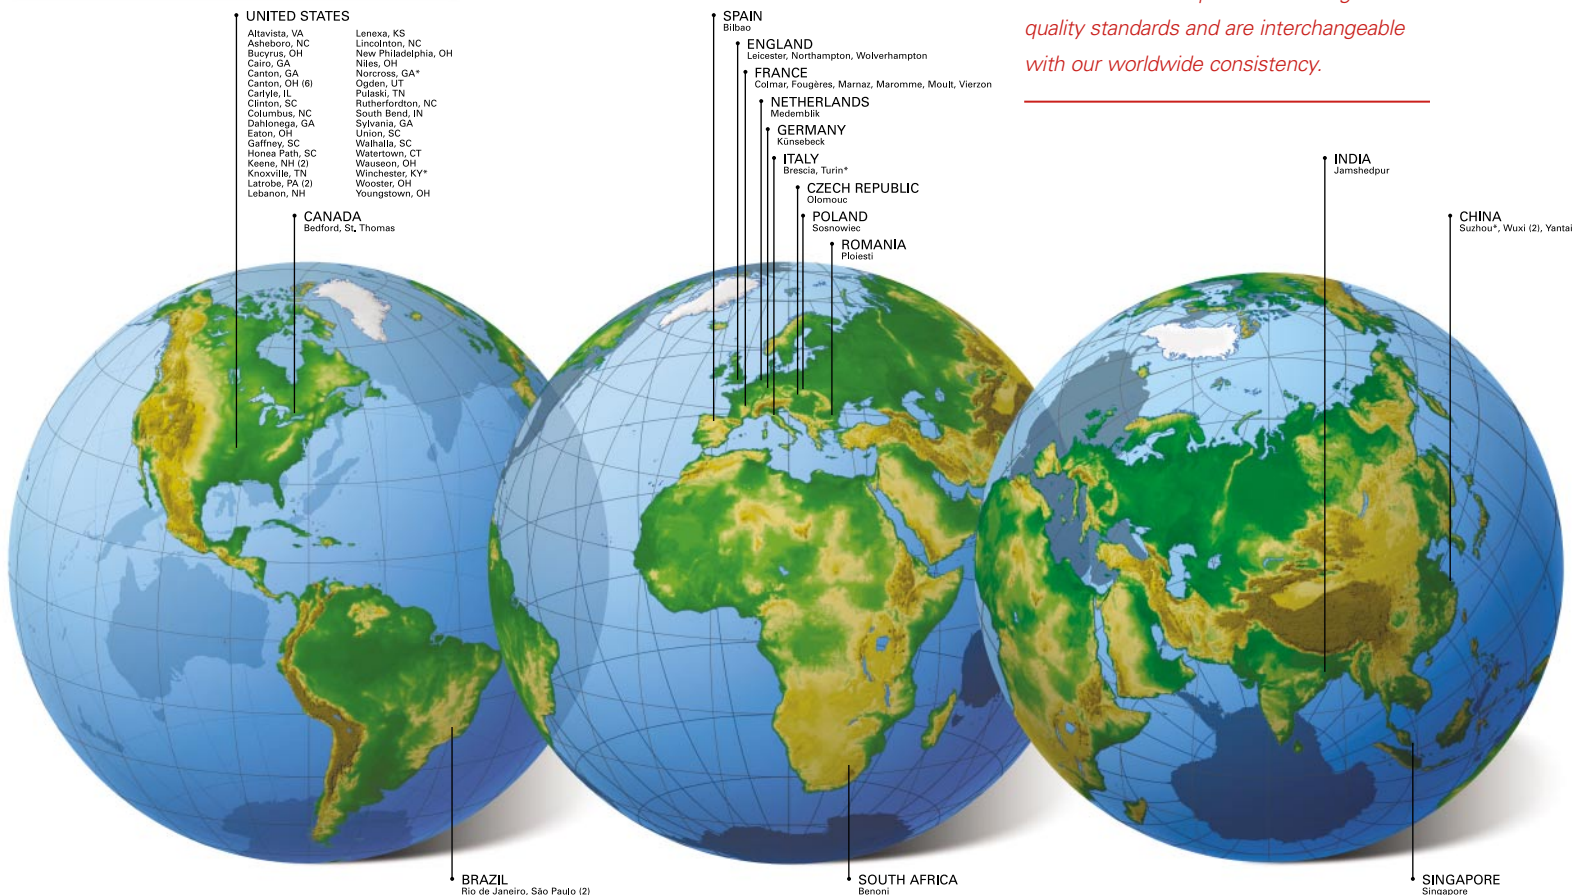 UNITED STATES
Altavista, VA
Asheboro, NC
Bucyrus, OH
Cairo, GA
Canton, GA
Canton, OH (6)
Carlyle, IL
Clinton, SC
Columbus, NC
Dahlonega, GA
Eaton, OH
Gaffney, SC
Honea Path, SC
Keene, NH (2)
Knoxville, TN
Latrobe, PA (2)
Lebanon, NH
Lenexa, KS
Lincolnton, NC
New Philadelphia, OH
Niles, OH
Norcross, GA*
Ogden, UT
Pulaski, TN
Rutherfordton, NC
South Bend, IN
Sylvania, GA
Union, SC
Walhalla, SC
Watertown, CT
Wauseon, OH
Winchester, KY*
Wooster, OH
Youngstown, OH
CANADA
Bedford, St. Thomas
SPAIN
Bilbao
ENGLAND
Leicester, Northampton, Wolverhampton
FRANCE
Colmar, Fougères, Marnaz, Maromme, Moult, Vierzon
NETHERLANDS
Medemblik
GERMANY
Künsebeck
ITALY
Brescia, Turin*
CZECH REPUBLIC
Olomouc
POLAND
Sosnowiec
ROMANIA
Ploiesti
quality standards and are interchangeable
with our worldwide consistency.
INDIA
Jamshedpur
CHINA
Suzhou*, Wuxi (2), Yantai
BRAZIL
Rio de Janeiro, São Paulo (2)
SOUTH AFRICA
Benoni
SINGAPORE
Singapore